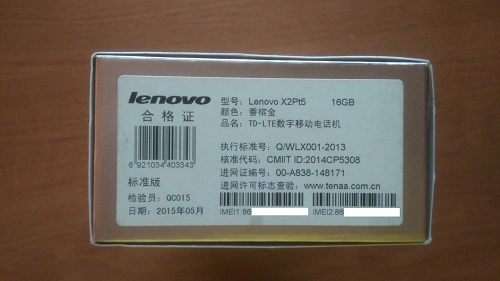 lenovo
合格证
6 921034 403343
标准版
检验员: QC015
日期: 2015年05月
型号: Lenovo X2Pt5 16GB
颜色: 香槟金
品名: TD-LTE数字移动电话机
执行标准号: Q/WLX001-2013
核准代码: CMIIT ID:2014CP5308
进网证编号: 00-A838-148171
进网许可标志查验: www.tenaa.com.cn
IMEI1:86 IMEI2:86